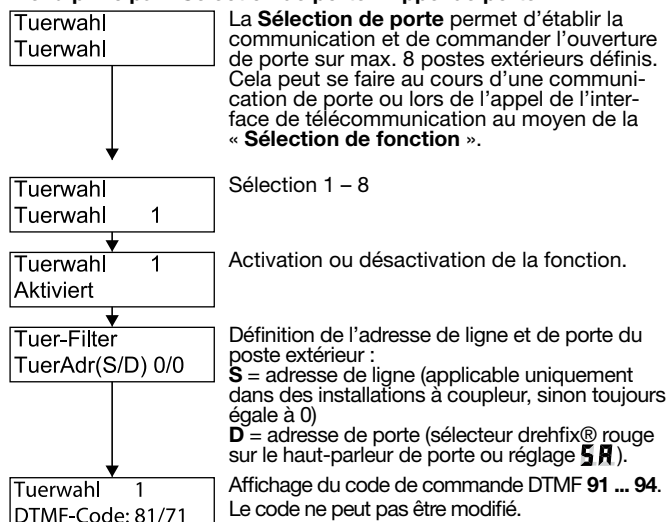 Tuerwahl
Tuerwahl
La Sélection de porte permet d'établir la
communication et de commander l'ouverture
de porte sur max. 8 postes extérieurs définis.
Cela peut se faire au cours d'une communi-
cation de porte ou lors de l'appel de l'inter-
face de télécommunication au moyen de la
« Sélection de fonction ».
Tuerwahl
Tuerwahl 1
Sélection 1 – 8
Tuerwahl 1
Aktiviert
Activation ou désactivation de la fonction.
Tuer-Filter
TuerAdr(S/D) 0/0
Définition de l'adresse de ligne et de porte du
poste extérieur :
S = adresse de ligne (applicable uniquement
dans des installations à coupleur, sinon toujours
égale à 0)
D = adresse de porte (sélecteur drehfix® rouge
sur le haut-parleur de porte ou réglage SA).
Tuerwahl 1
DTMF-Code: 81/71
Affichage du code de commande DTMF 91 ... 94.
Le code ne peut pas être modifié.